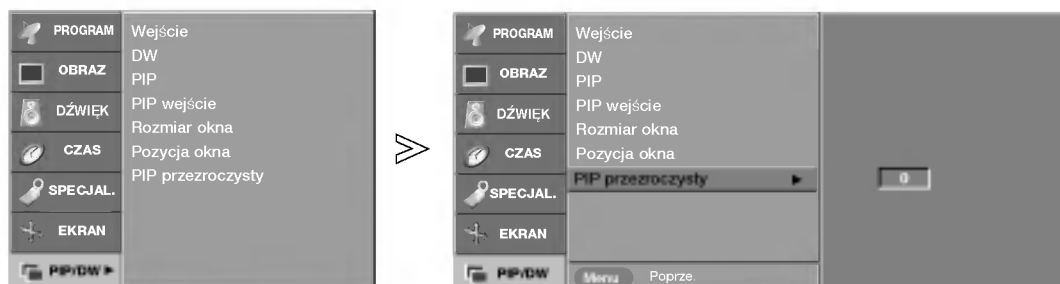 PROGRAM
OBRAZ
DŹWIĘK
CZAS
SPECJAL.
EKRAN
PIP/DW ►
Wejście
DW
PIP
PIP wejście
Rozmiar okna
Pozycja okna
PIP przezroczysty
PROGRAM
OBRAZ
DŹWIĘK
CZAS
SPECJAL.
EKRAN
PIP/DW
Wejście
DW
PIP
PIP wejście
Rozmiar okna
Pozycja okna
PIP przezroczysty ►
Menu Poprze.
0